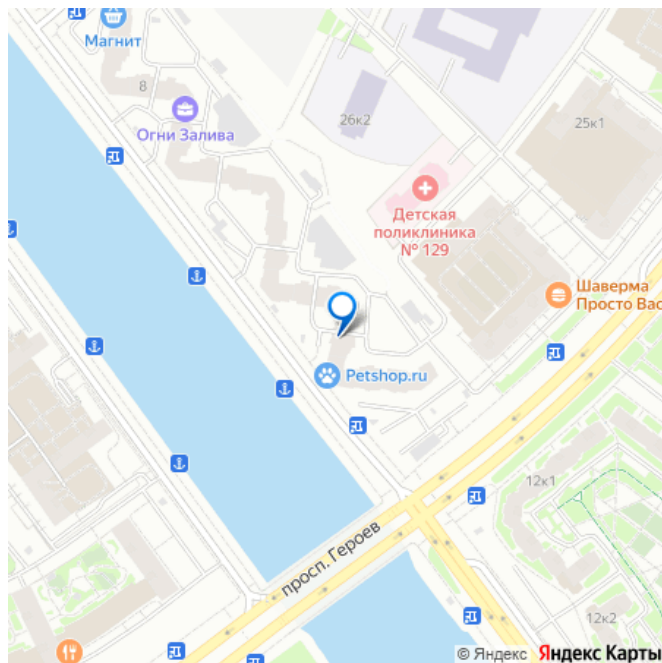 Магнит
8
Огни Залива
26к2
25к1
Детская
поликлиника
№ 129
Шаверма
Просто Вас
Petshop.ru
12к1
просп. Героев
12к2
© Яндекс Яндекс Карты